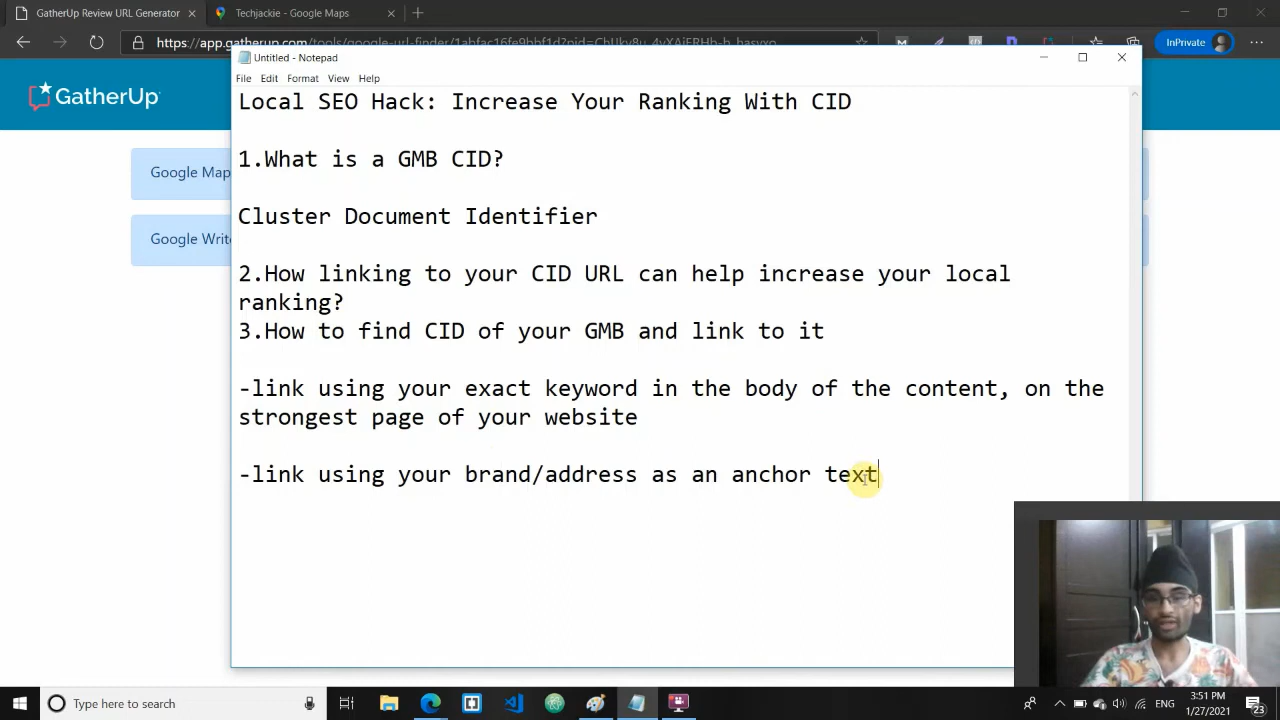 GatherUp Review URL Generator
Techjackie - Google Maps
https://app.gatherup.com/tools/google-url-finder/
InPrivate
GatherUp
Untitled - Notepad
File Edit Format View Help
Google Map
Google Write
Local SEO Hack: Increase Your Ranking With CID
1.What is a GMB CID?
Cluster Document Identifier
2.How linking to your CID URL can help increase your local
ranking?
3.How to find CID of your GMB and link to it
-link using your exact keyword in the body of the content, on the
strongest page of your website
-link using your brand/address as an anchor text
Type here to search
ENG
3:51 PM
1/27/2021
23